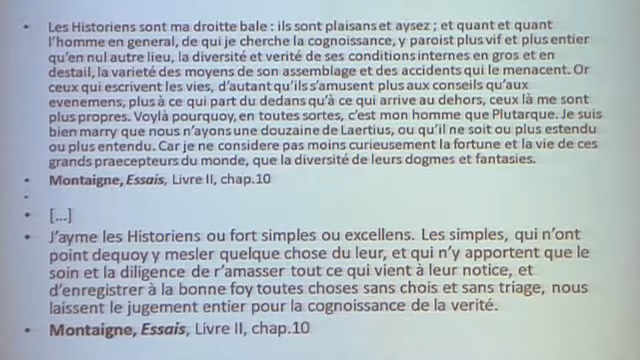 Les Historiens sont ma droitte bale : ils sont plaisans et aysez ; et quant et quant
l'homme en general, de qui je cherche la cognoissance, y paroist plus vif et plus entier
qu'en nul autre lieu, la diversité et verité de ses conditions internes en gros et en
destail, la varieté des moyens de son assemblage et des accidents qui le menacent. Or
ceux qui escrivent les vies, d'autant qu'ils s'amusent plus aux conseils qu'aux
evenemens, plus à ce qui part du dedans qu'à ce qui arrive au dehors, ceux là me sont
plus propres. Voylà pourquoy, en toutes sortes, c'est mon homme que Plutarque. Je suis
bien marry que nous n'ayons une douzaine de Laertius, ou qu'il ne soit ou plus estendu
ou plus entendu. Car je ne considere pas moins curieusement la fortune et la vie de ces
grands praecepteurs du monde, que la diversité de leurs dogmes et fantasies.
Montaigne, Essais, Livre II, chap.10
[...]
J'ayme les Historiens ou fort simples ou excellens. Les simples, qui n'ont
point dequoy y mesler quelque chose du leur, et qui n'y apportent que le
soin et la diligence de r'amasser tout ce qui vient à leur notice, et
d'enregistrer à la bonne foy toutes choses sans chois et sans triage, nous
laissent le jugement entier pour la cognoissance de la verité.
Montaigne, Essais, Livre II, chap.10